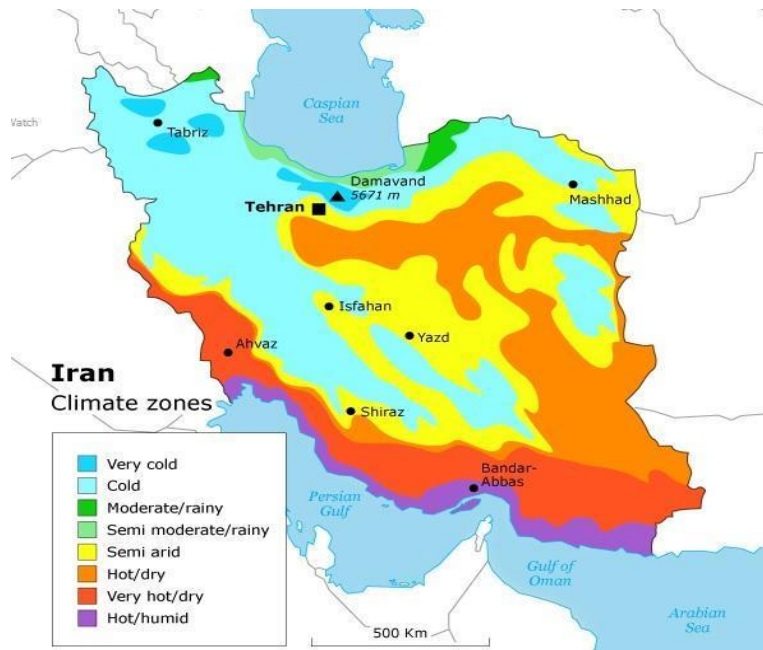 Caspian
Sea
Watch
Tabriz
Damavand
5671 m
Mashhad
Tehran
Isfahan
Yazd
Ahvaz
Iran
Climate zones
Shiraz
Very cold
Cold
Moderate/rainy
Semi moderate/rainy
Semi arid
Hot/dry
Very hot/dry
Hot/humid
Bandar-
Abbas
Persian
Gulf
Gulf of
Oman
Arabian
Sea
500 Km